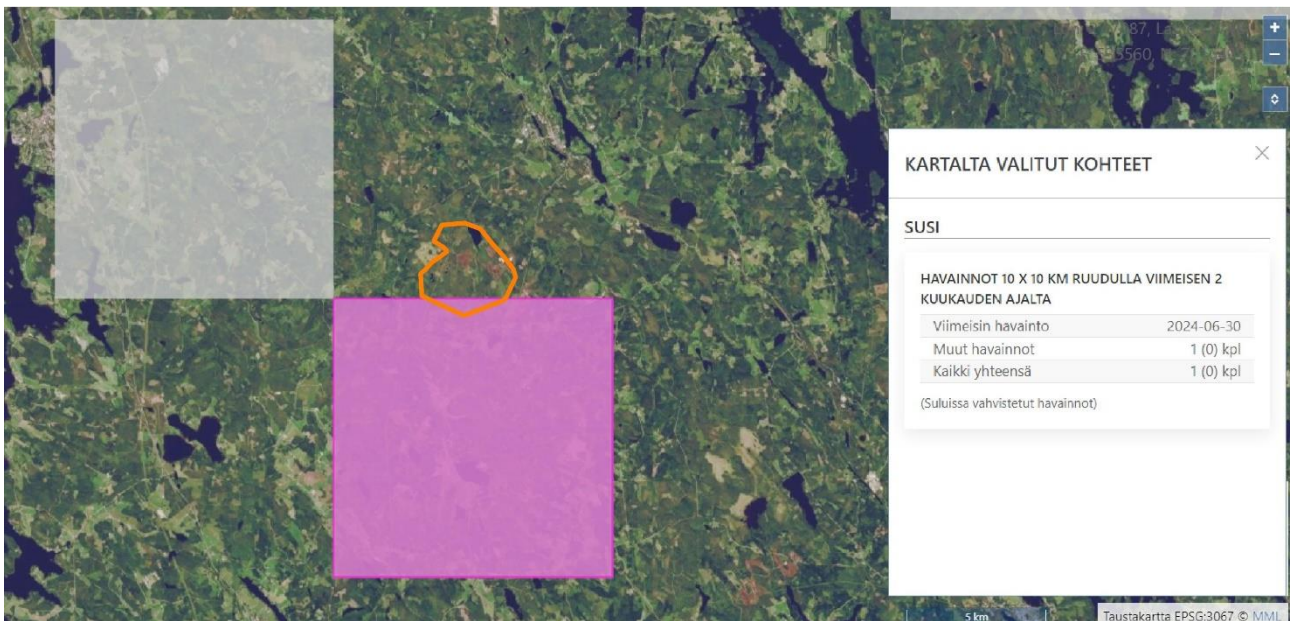 +
−
KARTALTA VALITUT KOHTEET
SUSI
HAVAINNOT 10 X 10 KM RUUDULLA VIIMEISEN 2
KUUKAUDEN AJALTA
Viimeisin havainto 2024-06-30
Muut havainnot 1 (0) kpl
Kaikki yhteensä 1 (0) kpl
(Suluissa vahvistetut havainnot)
5 km
Taustakartta EPSG:3067 © MML